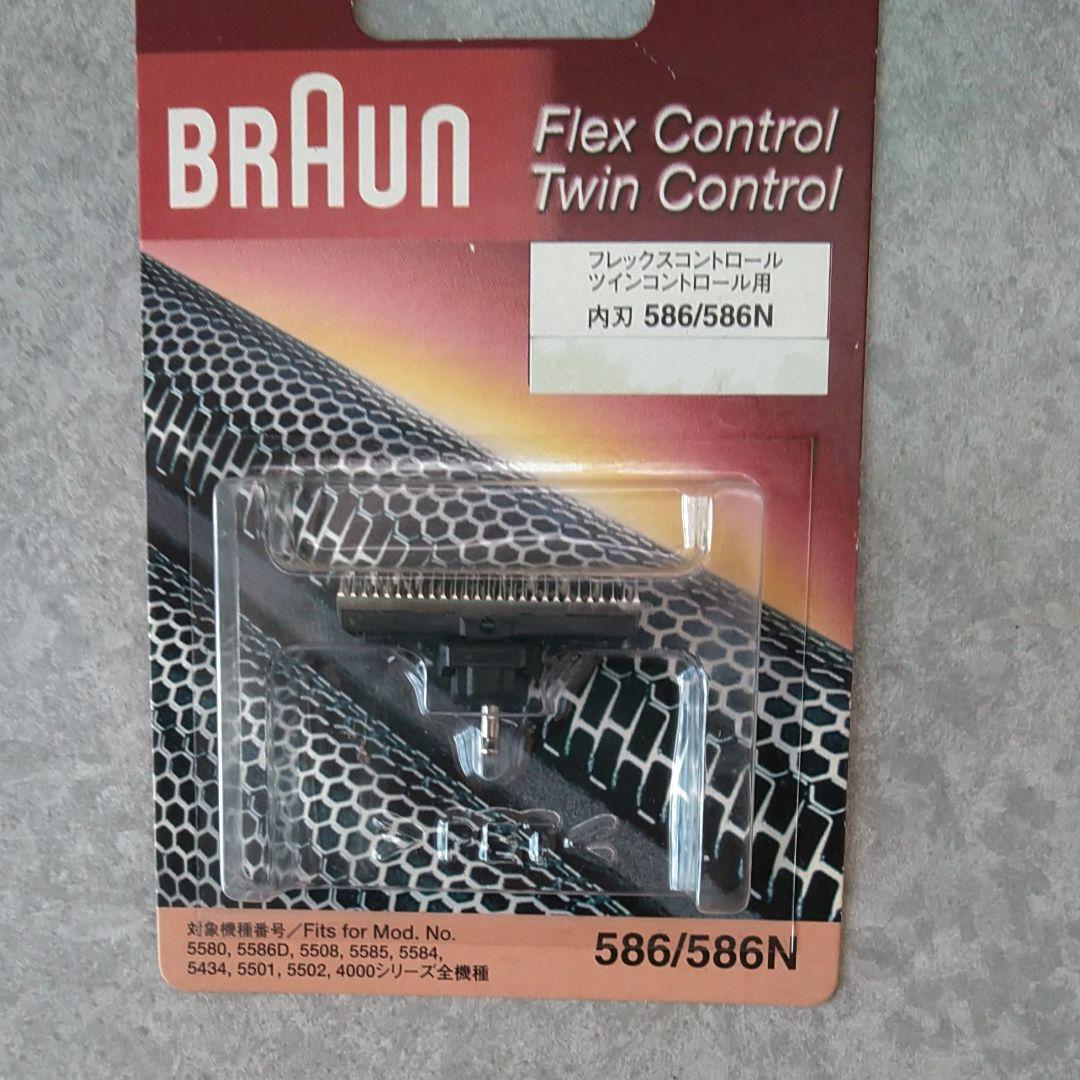 BRAUN
Flex Control
Twin Control
フレックスコントロール
ツインコントロール用
内刃 586/586N
対象機種番号／Fits for Mod. No.
5580, 5586D, 5508, 5585, 5584,
5434, 5501, 5502, 4000シリーズ全機種
586/586N